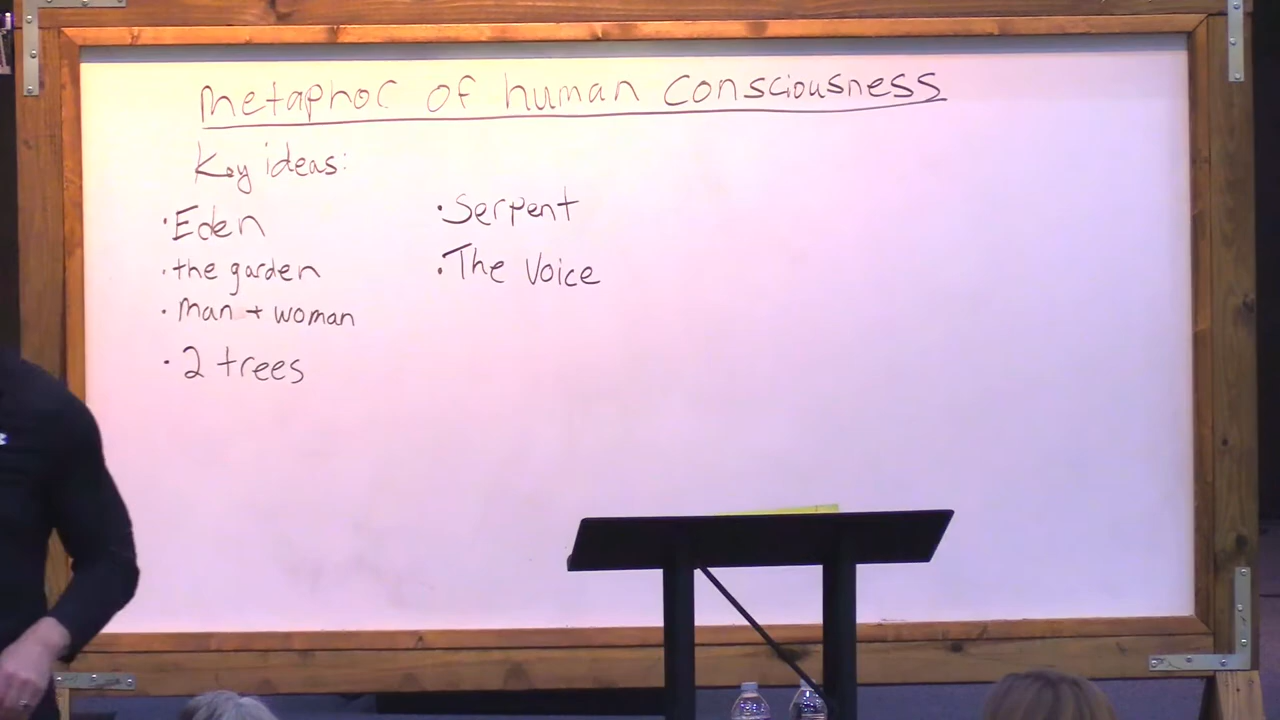 metaphor of human consciousness
Key ideas:
• Eden
• the garden
• man + woman
• 2 trees
• Serpent
• The Voice